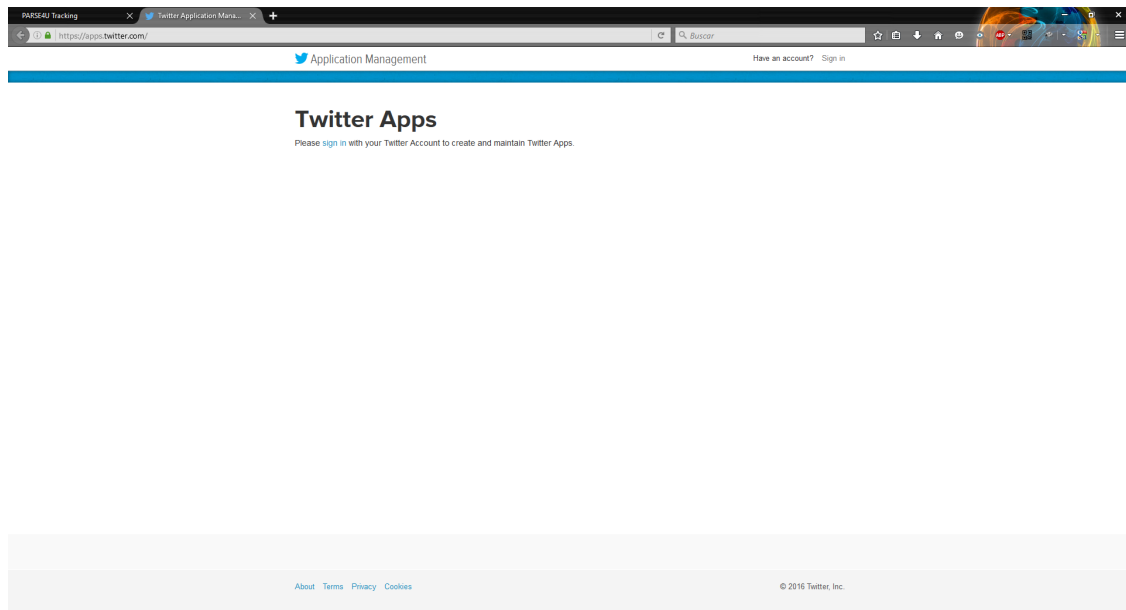 PARSE4U Tracking
Twitter Application Mana...
https://apps.twitter.com/
Buscar
Application Management
Have an account? Sign in
Twitter Apps
Please sign in with your Twitter Account to create and maintain Twitter Apps.
About Terms Privacy Cookies
© 2016 Twitter, Inc.